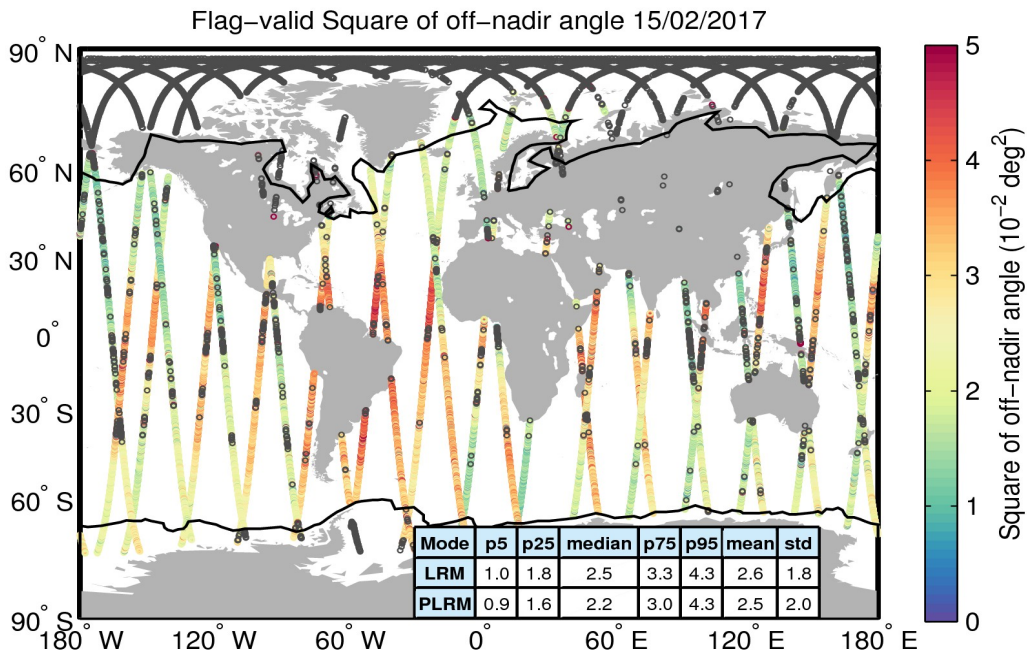 Flag−valid Square of off−nadir angle 15/02/2017
90° N
60° N
30° N
0°
30° S
60° S
90° S
180° W
120° W
60° W
0°
60° E
120° E
180° E
Mode p5 p25 median p75 p95 mean std
LRM 1.0 1.8 2.5 3.3 4.3 2.6 1.8
PLRM 0.9 1.6 2.2 3.0 4.3 2.5 2.0
5
4
3
2
1
0
Square of off−nadir angle (10⁻² deg²)